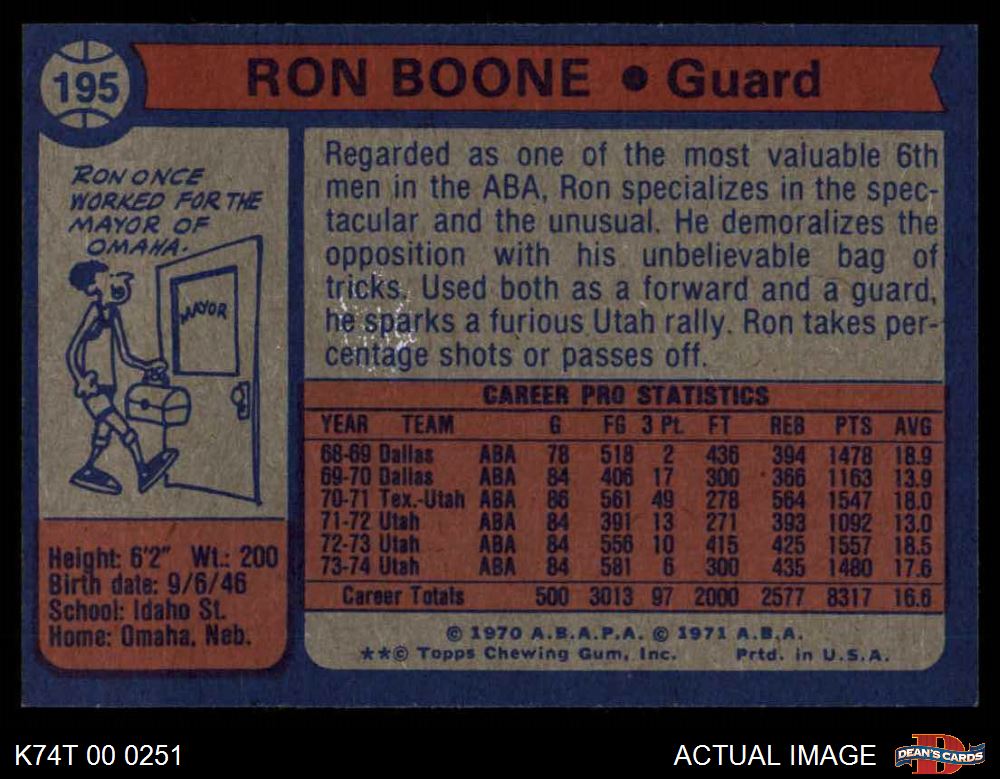 195
RON BOONE • Guard
RON ONCE
WORKED FOR THE
MAYOR OF
OMAHA.
MAYOR
Height: 6'2" Wt.: 200
Birth date: 9/6/46
School: Idaho St.
Home: Omaha, Neb.
Regarded as one of the most valuable 6th
men in the ABA, Ron specializes in the spec-
tacular and the unusual. He demoralizes the
opposition with his unbelievable bag of
tricks. Used both as a forward and a guard,
he sparks a furious Utah rally. Ron takes per-
centage shots or passes off.
CAREER PRO STATISTICS
YEAR TEAM G FG 3 Pt. FT REB PTS AVG
68-69 Dallas ABA 78 518 2 436 394 1478 18.9
69-70 Dallas ABA 84 406 17 300 366 1163 13.9
70-71 Tex.-Utah ABA 86 561 49 278 564 1547 18.0
71-72 Utah ABA 84 391 13 271 393 1092 13.0
72-73 Utah ABA 84 556 10 415 425 1557 18.5
73-74 Utah ABA 84 581 6 300 435 1480 17.6
Career Totals 500 3013 97 2000 2577 8317 16.6
© 1970 A.B.A.P.A. © 1971 A.B.A.
**© Topps Chewing Gum, Inc. Prtd. in U.S.A.
K74T 00 0251
ACTUAL IMAGE
DEAN'S CARDS